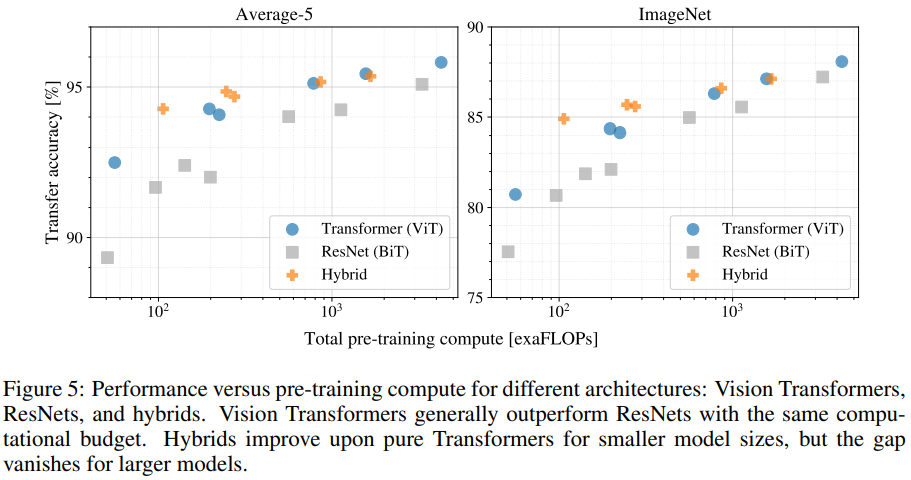 Average-5
ImageNet
Transfer accuracy [%]
95
90
90
85
80
75
10²
10³
10²
10³
Transformer (ViT)
ResNet (BiT)
Hybrid
Transformer (ViT)
ResNet (BiT)
Hybrid
Total pre-training compute [exaFLOPs]
Figure 5: Performance versus pre-training compute for different architectures: Vision Transformers,
ResNets, and hybrids. Vision Transformers generally outperform ResNets with the same compu-
tational budget. Hybrids improve upon pure Transformers for smaller model sizes, but the gap
vanishes for larger models.